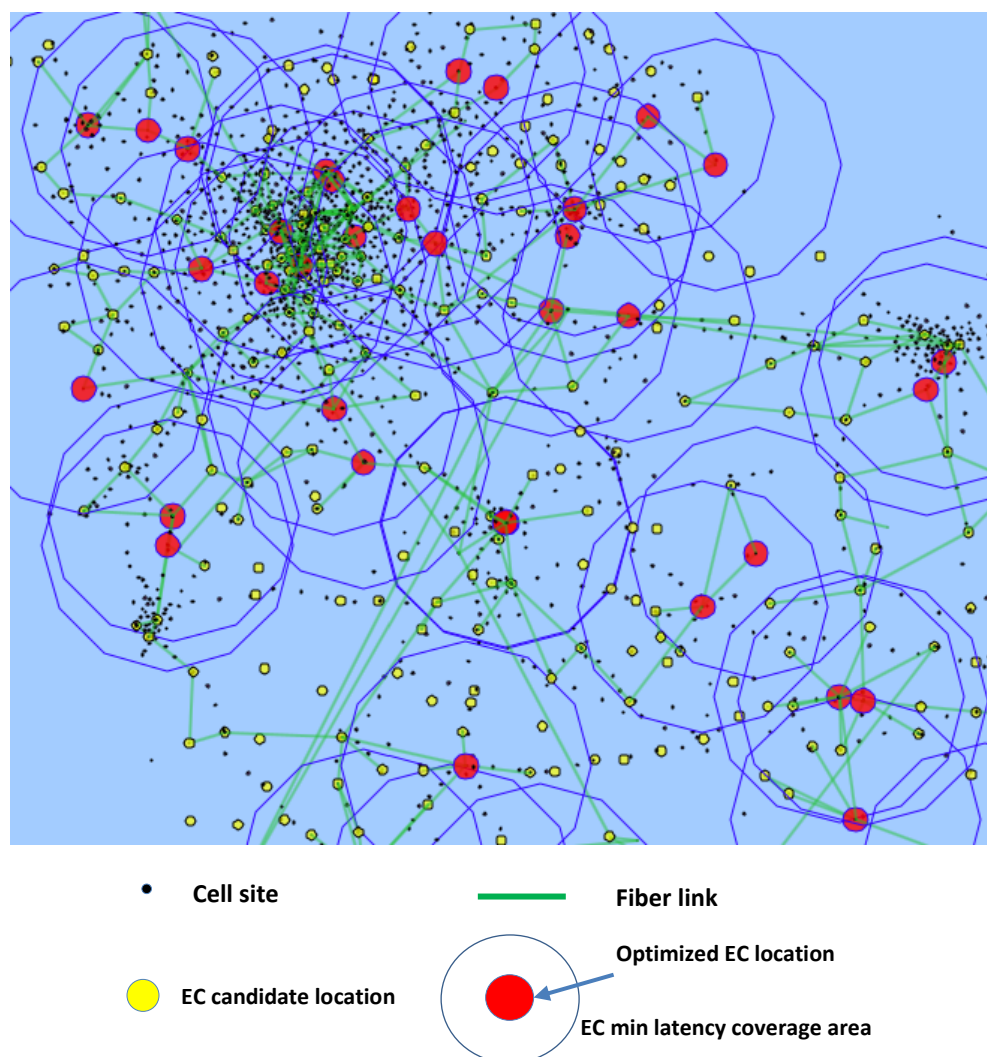 Cell site
Fiber link
Optimized EC location
EC candidate location
EC min latency coverage area